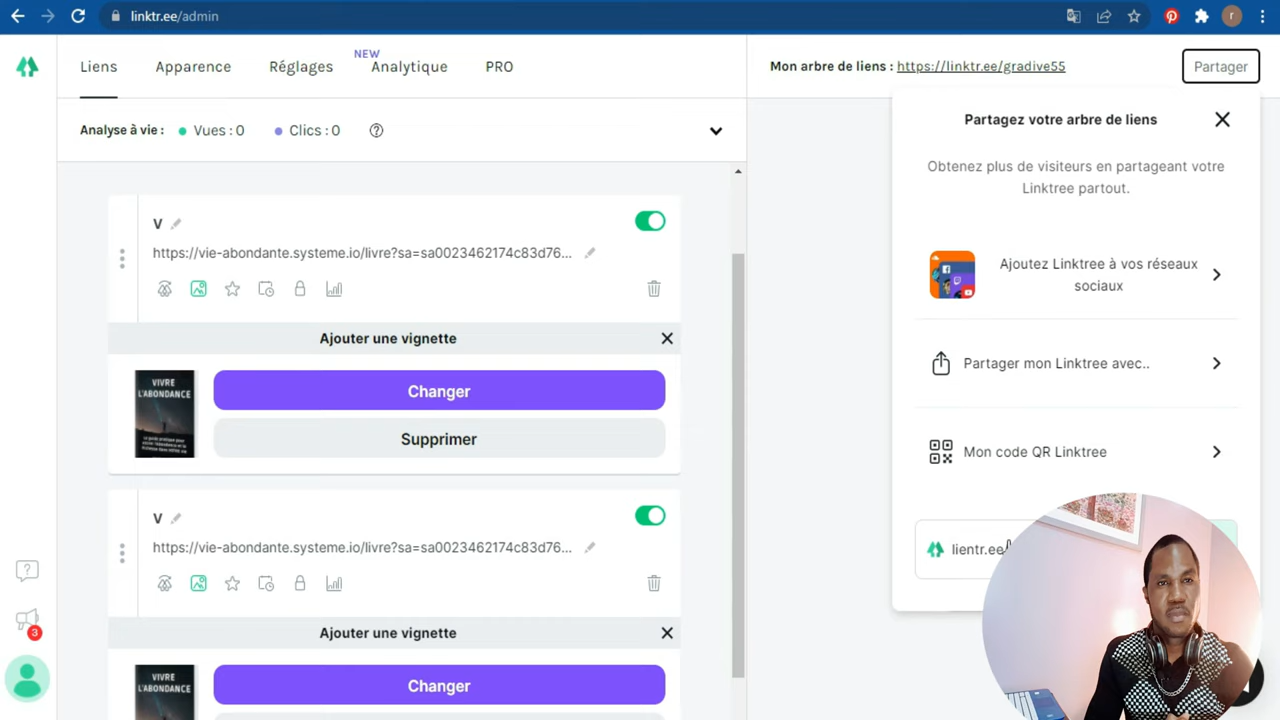 linktr.ee/admin
r
Liens
Apparence
Réglages
NEW
Analytique
PRO
Mon arbre de liens : https://linktr.ee/gradive55
Partager
Analyse à vie : Vues : 0 Clics : 0 ?
Partagez votre arbre de liens
Obtenez plus de visiteurs en partageant votre
Linktree partout.
Ajoutez Linktree à vos réseaux
sociaux
Partager mon Linktree avec..
Mon code QR Linktree
lientr.ee/
V
https://vie-abondante.systeme.io/livre?sa=sa0023462174c83d76...
Ajouter une vignette
VIVRE
L'ABONDANCE
Changer
Supprimer
V
https://vie-abondante.systeme.io/livre?sa=sa0023462174c83d76...
Ajouter une vignette
VIVRE
L'ABONDANCE
Changer
?
3